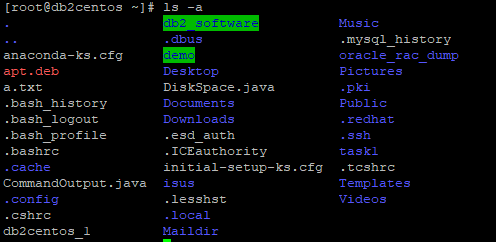 [root@db2centos ~]# ls -a
. db2_software Music
.. .dbus .mysql_history
anaconda-ks.cfg demo oracle_rac_dump
apt.deb Desktop Pictures
a.txt DiskSpace.java .pki
.bash_history Documents Public
.bash_logout Downloads .redhat
.bash_profile .esd_auth .ssh
.bashrc .ICEauthority task1
.cache initial-setup-ks.cfg .tcshrc
CommandOutput.java isus Templates
.config .lesshst Videos
.cshrc .local
db2centos_1 Maildir